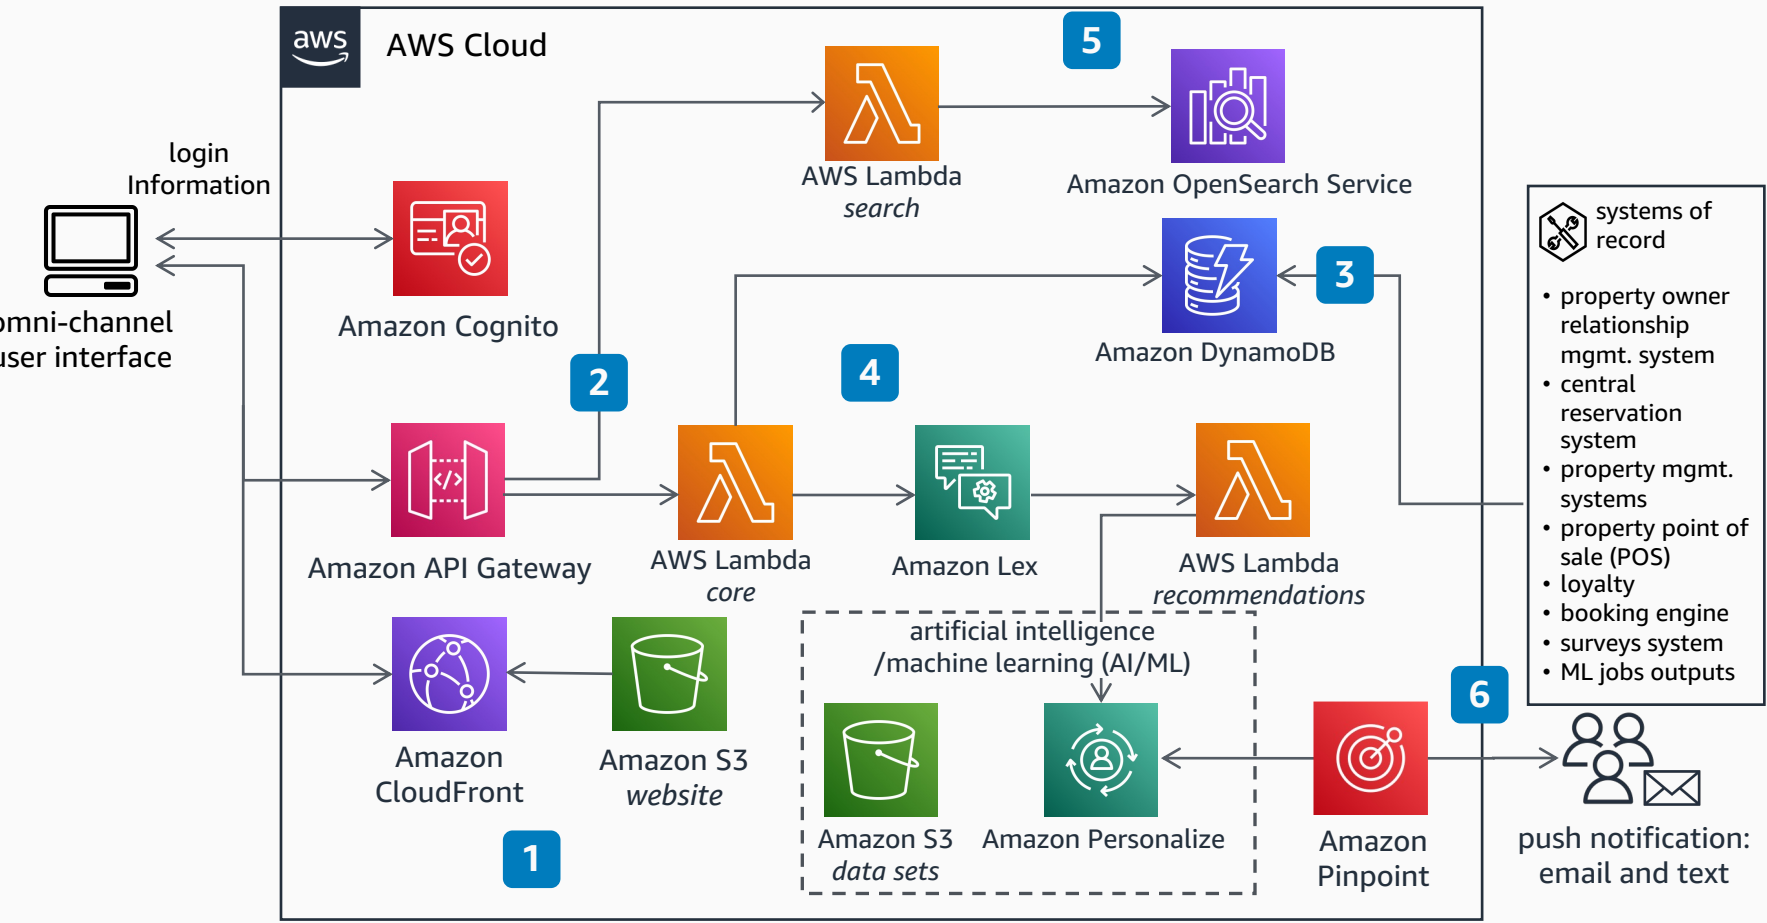 aws
AWS Cloud
5
login
Information
AWS Lambda
search
Amazon OpenSearch Service
omni-channel
user interface
Amazon Cognito
2
4
Amazon DynamoDB
3
systems of
record
• property owner
relationship
mgmt. system
• central
reservation
system
• property mgmt.
systems
• property point of
sale (POS)
• loyalty
• booking engine
• surveys system
• ML jobs outputs
</>
Amazon API Gateway
AWS Lambda
core
Amazon Lex
AWS Lambda
recommendations
artificial intelligence
/machine learning (AI/ML)
Amazon
CloudFront
Amazon S3
website
1
Amazon S3
data sets
Amazon Personalize
Amazon
Pinpoint
6
push notification:
email and text